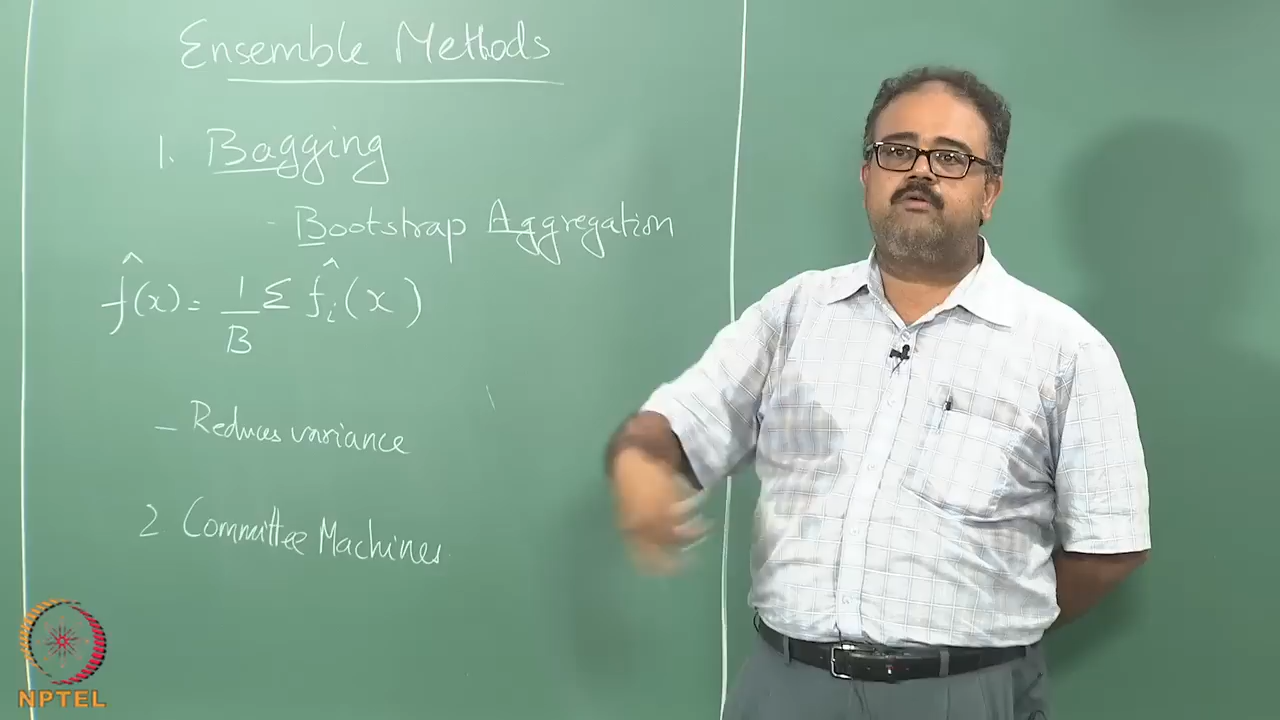 Ensemble Methods
1. Bagging
- Bootstrap Aggregation
f̂(x) = 1/B Σ f̂ᵢ(x)
- Reduces variance
2 Committee Machines
NPTEL